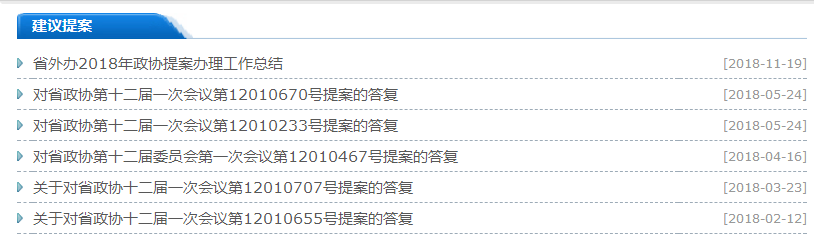 建议提案
省外办2018年政协提案办理工作总结 [2018-11-19]
对省政协第十二届一次会议第12010670号提案的答复 [2018-05-24]
对省政协第十二届一次会议第12010233号提案的答复 [2018-05-24]
对省政协第十二届委员会第一次会议第12010467号提案的答复 [2018-04-16]
关于对省政协十二届一次会议第12010707号提案的答复 [2018-03-23]
关于对省政协十二届一次会议第12010655号提案的答复 [2018-02-12]